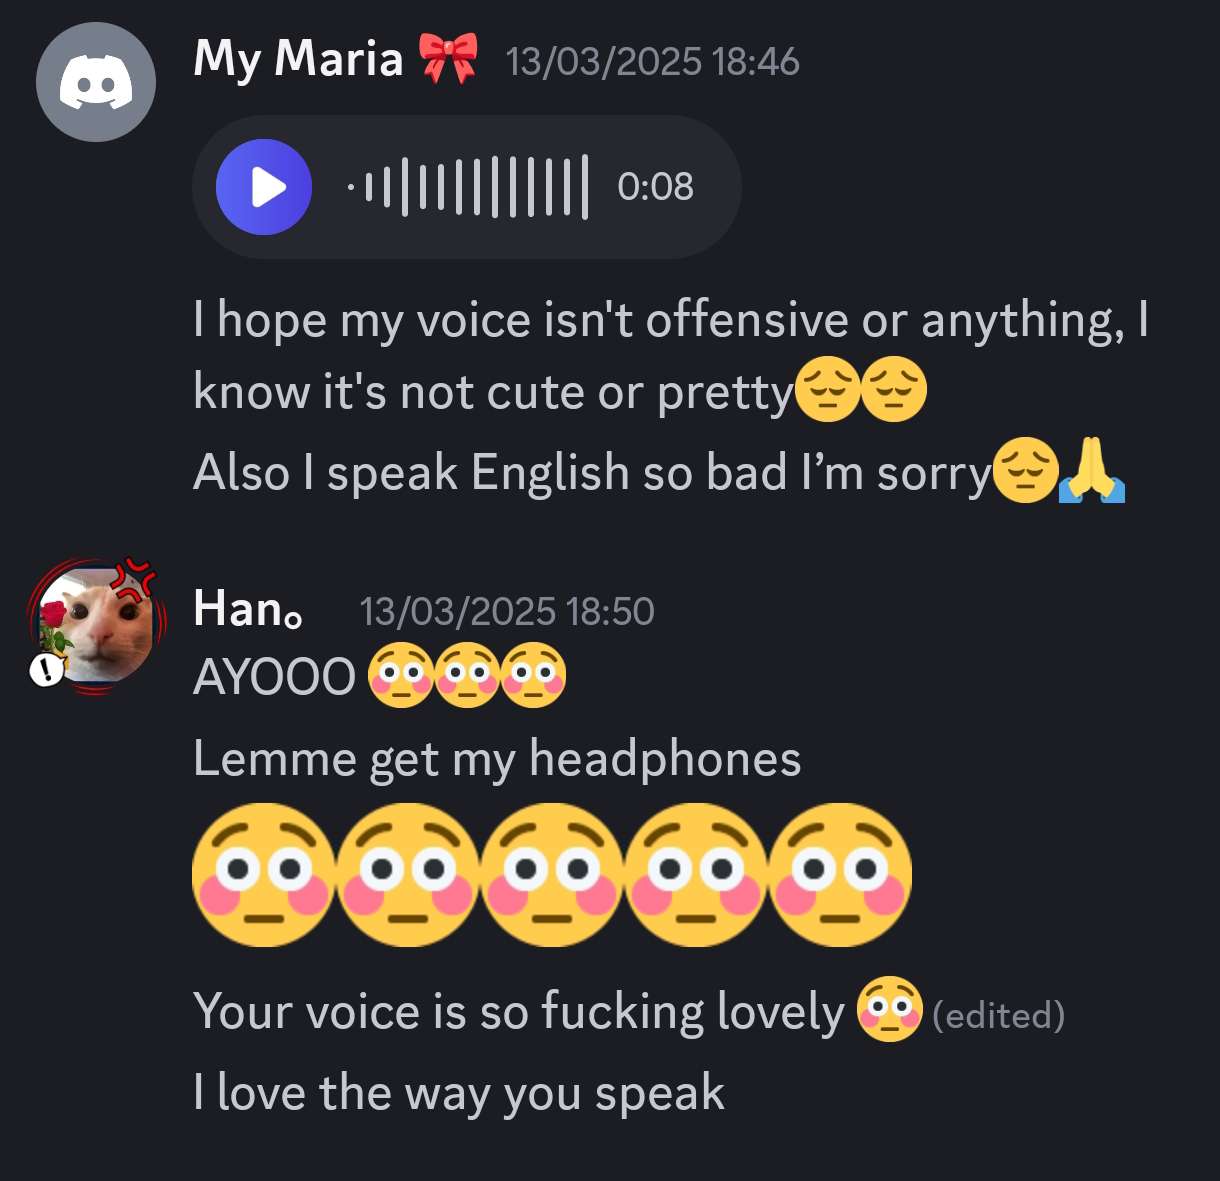 My Maria 🎀 13/03/2025 18:46
0:08
I hope my voice isn't offensive or anything, I
know it's not cute or pretty😔😔
Also I speak English so bad I’m sorry😔🙏
Han。 13/03/2025 18:50
AYOOO 😳😳😳
Lemme get my headphones
😳😳😳😳😳
Your voice is so fucking lovely 😳 (edited)
I love the way you speak